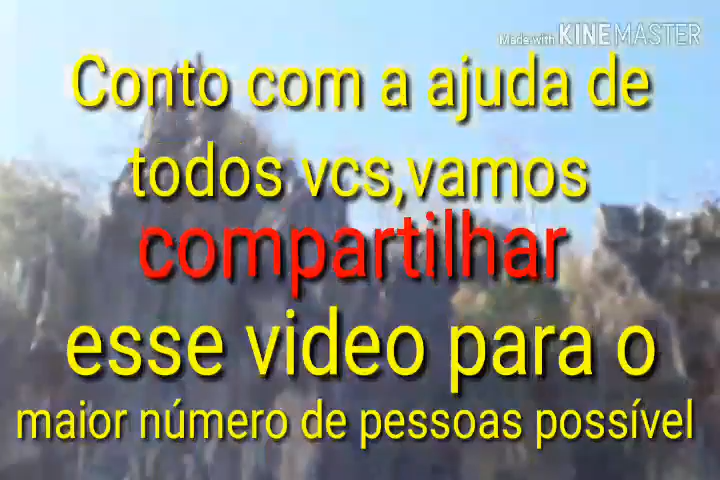 Made with KINEMASTER
Conto com a ajuda de
todos vcs,vamos
compartilhar
esse video para o
maior número de pessoas possível